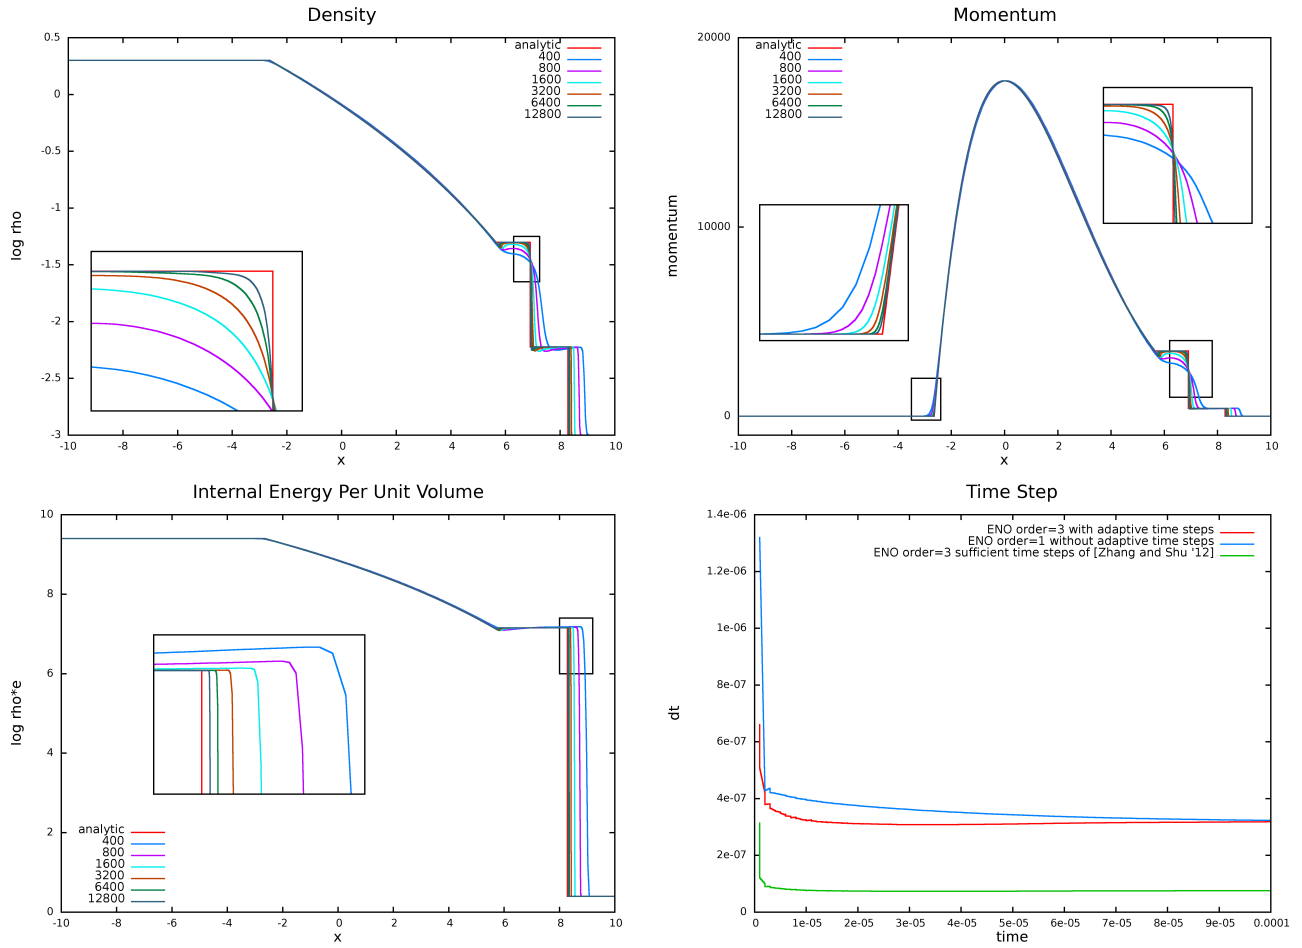 Density
0.5
0
-0.5
-1
-1.5
-2
-2.5
-3
log rho
analytic
400
800
1600
3200
6400
12800
-10 -8 -6 -4 -2 0 2 4 6 8 10
x
Momentum
20000
10000
0
momentum
analytic
400
800
1600
3200
6400
12800
-10 -8 -6 -4 -2 0 2 4 6 8 10
x
Internal Energy Per Unit Volume
10
8
6
4
2
0
log rho*e
analytic
400
800
1600
3200
6400
12800
-10 -8 -6 -4 -2 0 2 4 6 8 10
x
Time Step
1.4e-06
1.2e-06
1e-06
8e-07
6e-07
4e-07
2e-07
0
dt
ENO order=3 with adaptive time steps
ENO order=1 without adaptive time steps
ENO order=3 sufficient time steps of [Zhang and Shu '12]
0 1e-05 2e-05 3e-05 4e-05 5e-05 6e-05 7e-05 8e-05 9e-05 0.0001
time